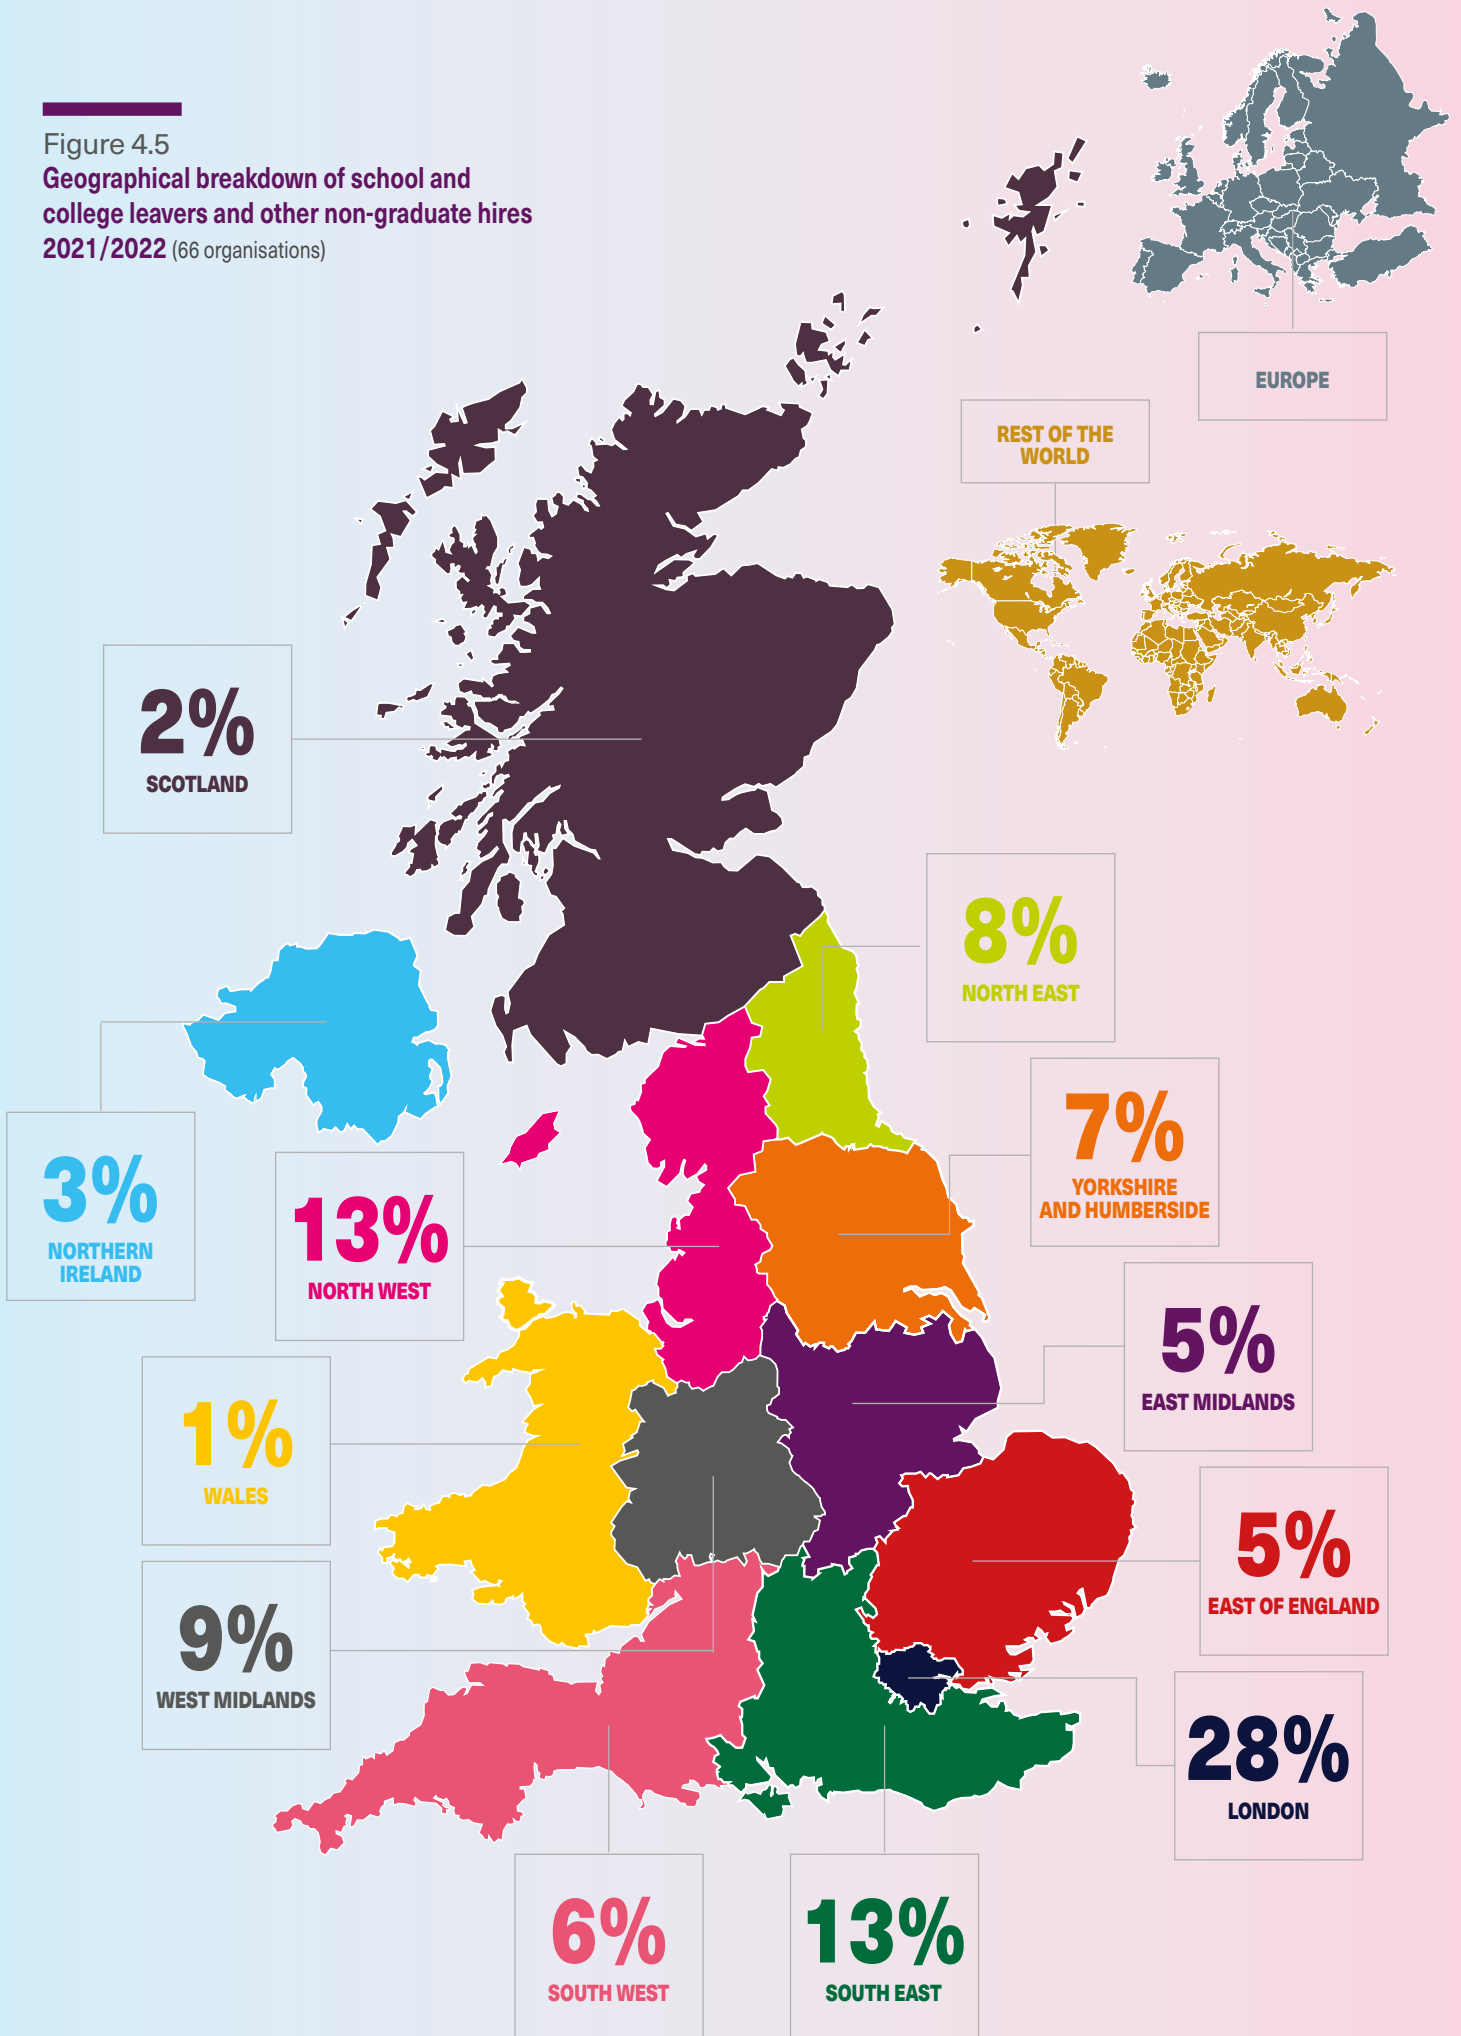 Figure 4.5
Geographical breakdown of school and
college leavers and other non-graduate hires
2021/2022 (66 organisations)
EUROPE
REST OF THE
WORLD
2%
SCOTLAND
8%
NORTH EAST
7%
YORKSHIRE
AND HUMBERSIDE
3%
NORTHERN
IRELAND
13%
NORTH WEST
5%
EAST MIDLANDS
1%
WALES
5%
EAST OF ENGLAND
9%
WEST MIDLANDS
28%
LONDON
6%
SOUTH WEST
13%
SOUTH EAST